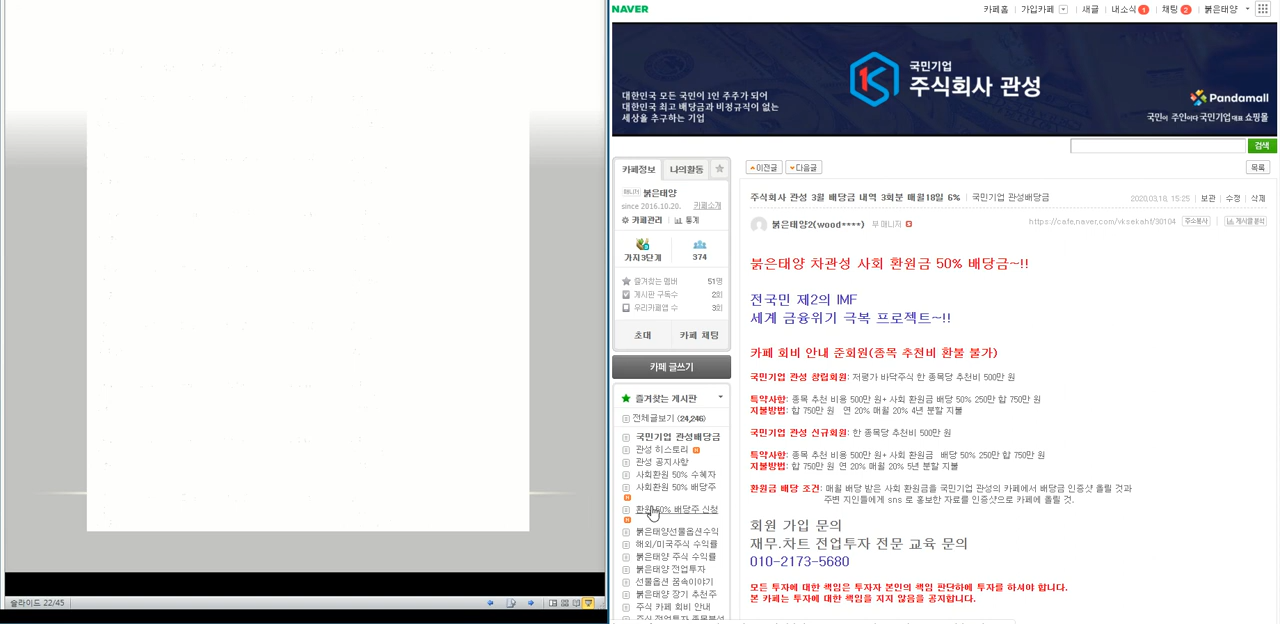 슬라이드 22/45
NAVER
카페홈 가입카페 새글 내소식 1 채팅 2 붉은태양
대한민국 모든 국민이 1인 주주가 되어
대한민국 최고 배당금과 비정규직이 없는
세상을 추구하는 기업
국민기업
주식회사 관성
Pandamall
국민이 주인이다 국민기업 대표 쇼핑몰
검색
카페정보 나의활동
매니저 붉은태양
since 2016.10.20. 카페소개
카페관리 통계
가지3단계 374
즐겨찾는 멤버 51명
게시판 구독수 2회
우리카페앱 수 3회
초대 카페 채팅
카페 글쓰기
즐겨찾는 게시판
전체글보기 (24,246)
국민기업 관성배당금
관성 히스토리 N
관성 공지사항
사회환원 50% 수혜자
사회환원 50% 배당주
N
환원50% 배당주 신청
N
붉은태양선물옵션수익
해외/미국주식 수익률
붉은태양 주식 수익률
붉은태양 전업투자
선물옵션 꿈속이야기
붉은태양 장기 추천주
주식 카페 회비 안내
주식 전업투자 종목분석
이전글 다음글 목록
주식회사 관성 3월 배당금 내역 3회분 매월18일 6% 국민기업 관성배당금 2020.03.18. 15:25 보관 수정 삭제
붉은태양2(wood****) 부매니저 https://cafe.naver.com/vksekahf/30104 주소복사 게시글 분석
붉은태양 차관성 사회 환원금 50% 배당금~!!
전국민 제2의 IMF
세계 금융위기 극복 프로젝트~!!
카페 회비 안내 준회원(종목 추천비 환불 불가)
국민기업 관성 창립회원: 저평가 바닥주식 한 종목당 추천비 500만 원
특약사항: 종목 추천 비용 500만 원+ 사회 환원금 배당 50% 250만 합 750만 원
지불방법: 합 750만 원 연 20% 매월 20% 4년 분할 지불
국민기업 관성 신규회원: 한 종목당 추천비 500만 원
특약사항: 종목 추천 비용 500만 원+ 사회 환원금 배당 50% 250만 합 750만 원
지불방법: 합 750만 원 연 20% 매월 20% 5년 분할 지불
환원금 배당 조건: 매월 배당 받은 사회 환원금을 국민기업 관성의 카페에서 배당금 인증샷 올릴 것과
주변 지인들에게 sns 로 홍보한 자료를 인증샷으로 카페에 올릴 것.
회원 가입 문의
재무.차트 전업투자 전문 교육 문의
010-2173-5680
모든 투자에 대한 책임은 투자자 본인의 책임 판단하에 투자를 하셔야 합니다.
본 카페는 투자에 대한 책임을 지지 않음을 공지합니다.